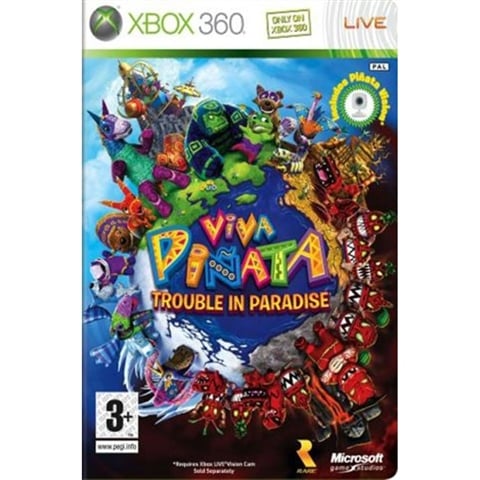 XBOX 360.
ONLY ON
XBOX 360
LIVE
PAL
Includes Piñata Vision*
VIVA
PIÑATA
TROUBLE IN PARADISE
3+
www.pegi.info
*Requires Xbox LIVE® Vision Cam
Sold Separately
RARE
Microsoft
game studios